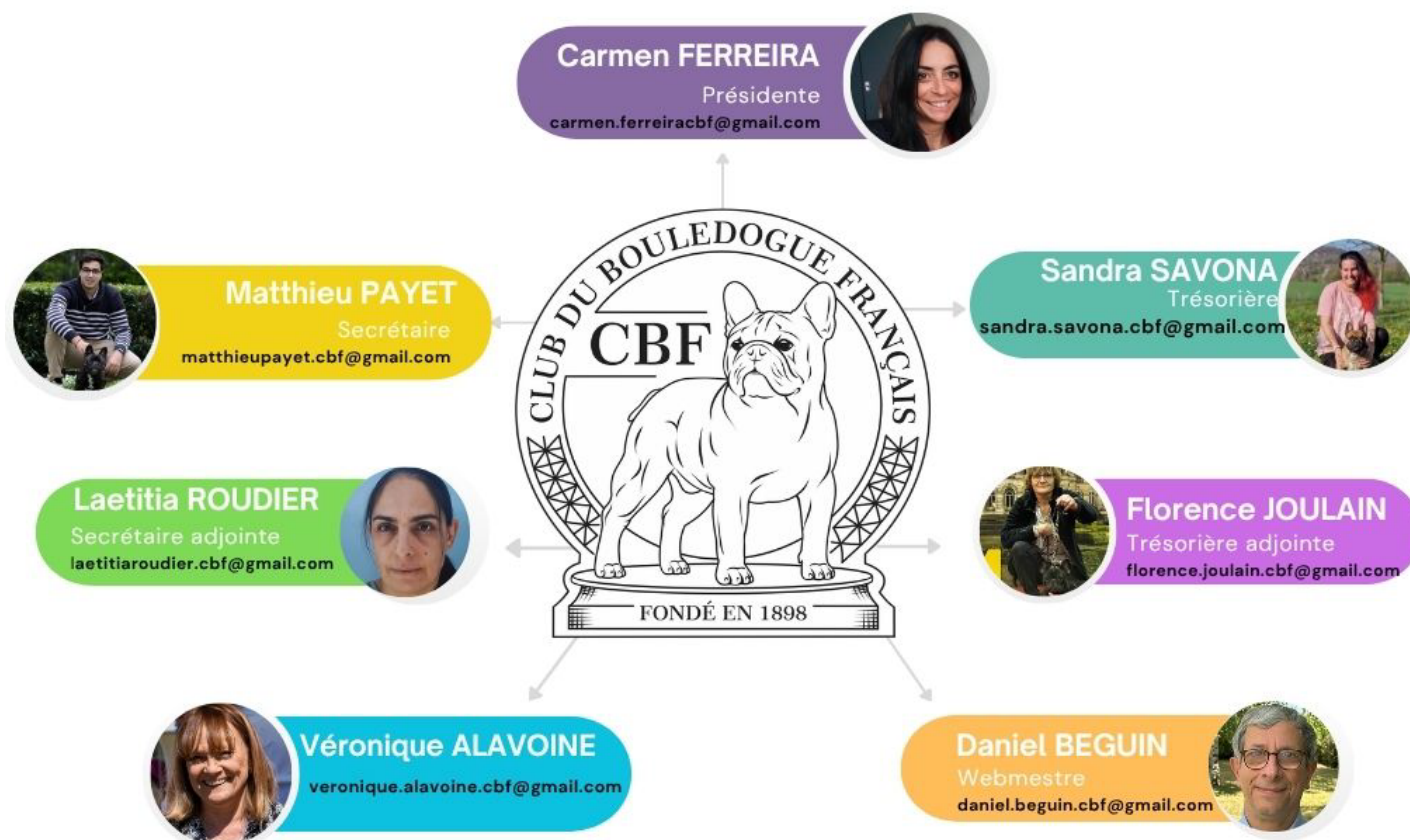 Carmen FERREIRA
Présidente
carmen.ferreiracbf@gmail.com
CLUB DU BOULEDOGUE FRANÇAIS
CBF
FONDÉ EN 1898
Matthieu PAYET
Secrétaire
matthieupayet.cbf@gmail.com
Sandra SAVONA
Trésorière
sandra.savona.cbf@gmail.com
Laetitia ROUDIER
Secrétaire adjointe
laetitiaroudier.cbf@gmail.com
Florence JOULAIN
Trésorière adjointe
florence.joulain.cbf@gmail.com
Véronique ALAVOINE
veronique.alavoine.cbf@gmail.com
Daniel BEGUIN
Webmestre
daniel.beguin.cbf@gmail.com